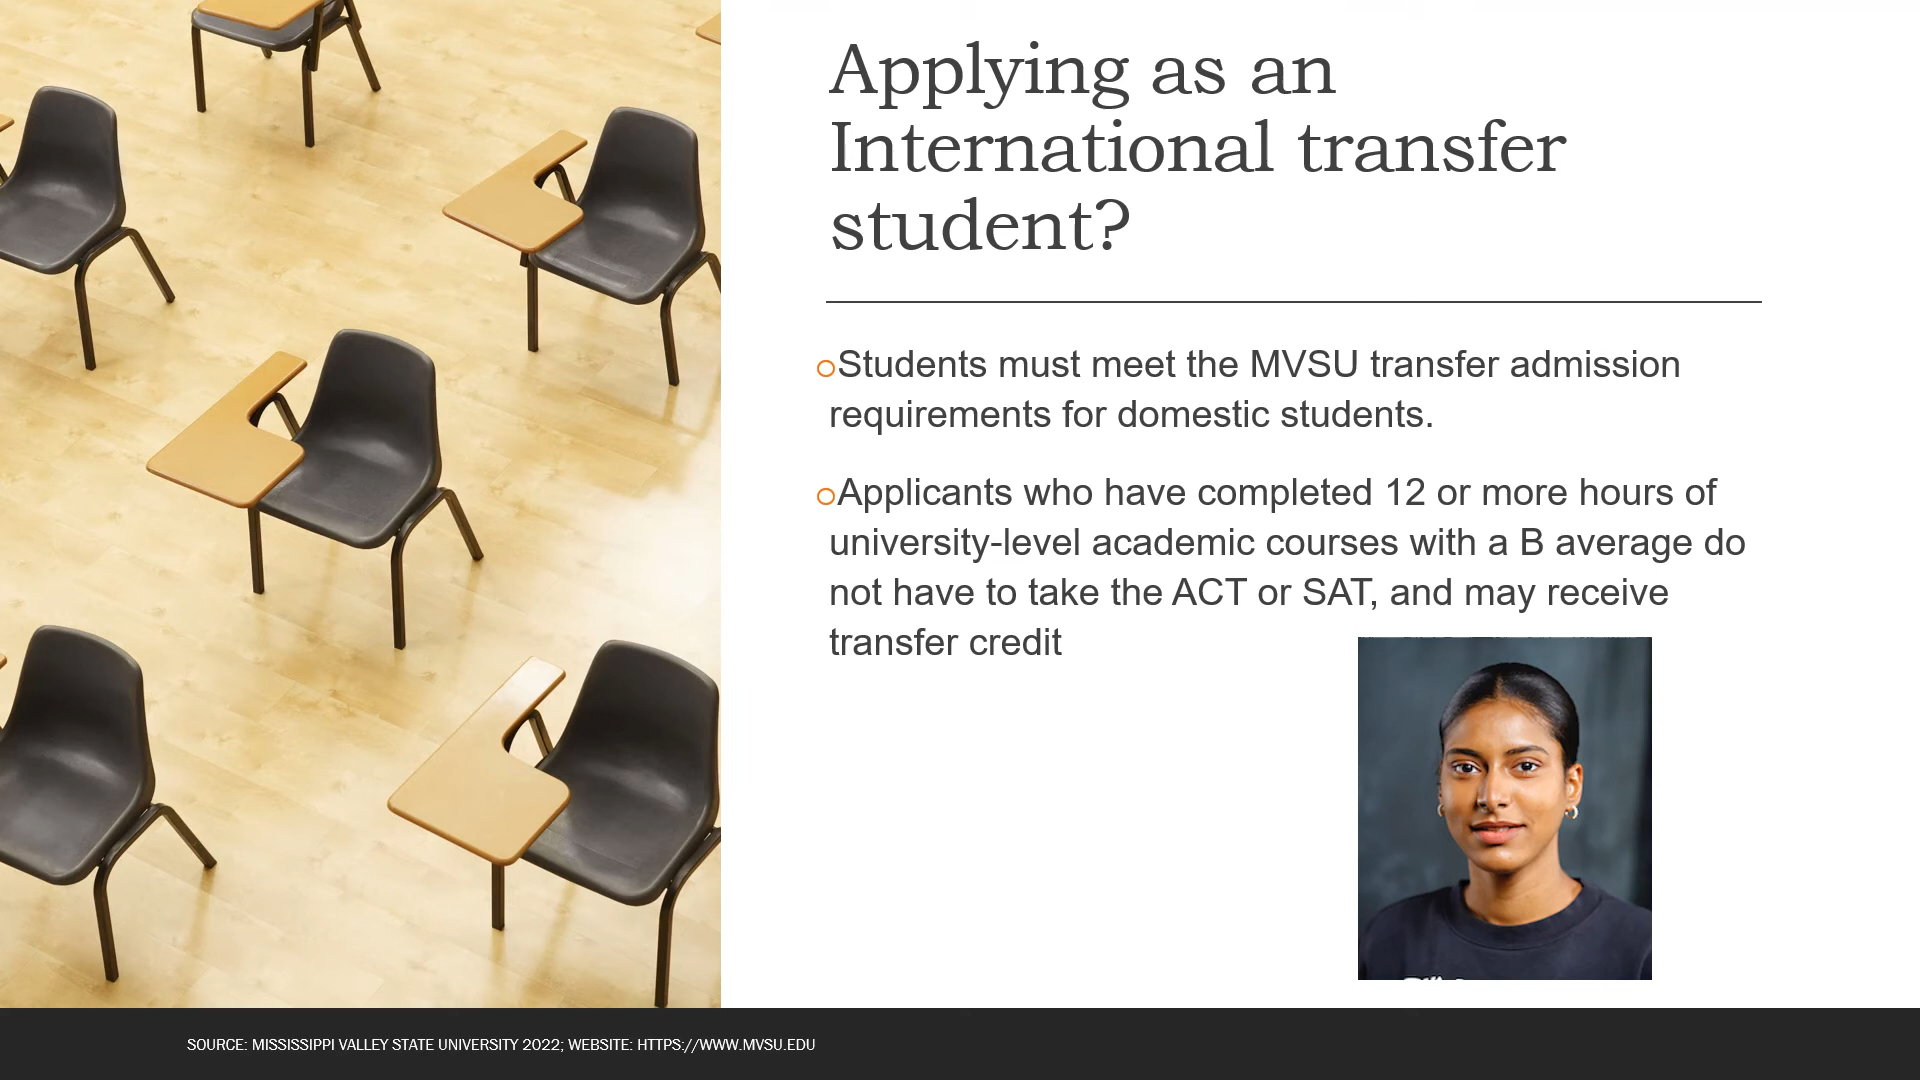 Applying as an
International transfer
student?
Students must meet the MVSU transfer admission
requirements for domestic students.
Applicants who have completed 12 or more hours of
university-level academic courses with a B average do
not have to take the ACT or SAT, and may receive
transfer credit
SOURCE: MISSISSIPPI VALLEY STATE UNIVERSITY 2022; WEBSITE: HTTPS://WWW.MVSU.EDU